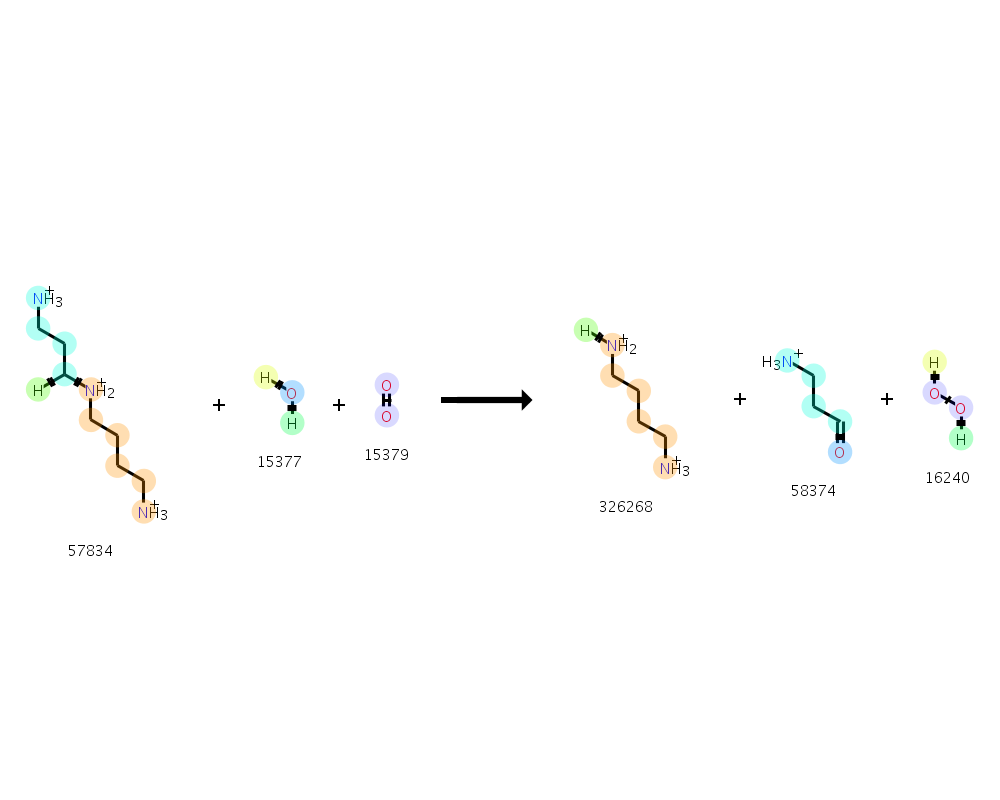 NH3+
H
NH2+
NH3+
57834
+
H
O
H
15377
+
O
O
15379
H
NH2+
NH3+
326268
+
H3N+
O
58374
+
H
O
O
H
16240